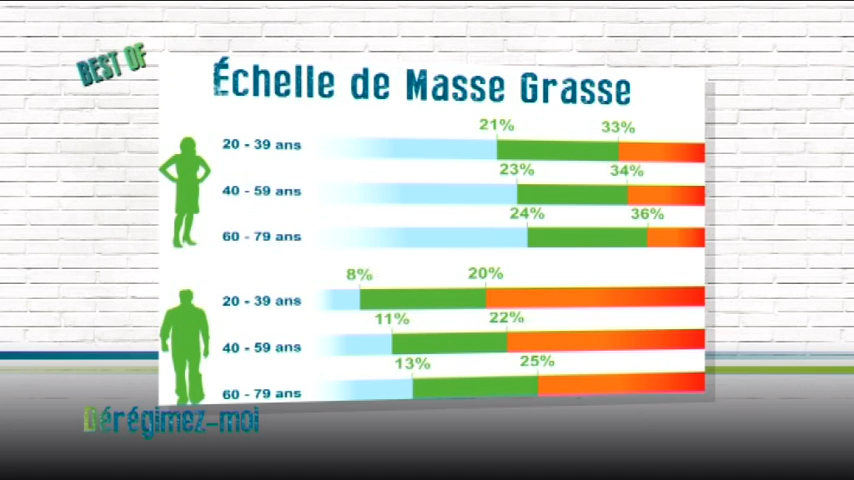 BEST OF
Échelle de Masse Grasse
21% 33%
20 - 39 ans
23% 34%
40 - 59 ans
24% 36%
60 - 79 ans
8% 20%
20 - 39 ans
11% 22%
40 - 59 ans
13% 25%
60 - 79 ans
Dérégimez-moi